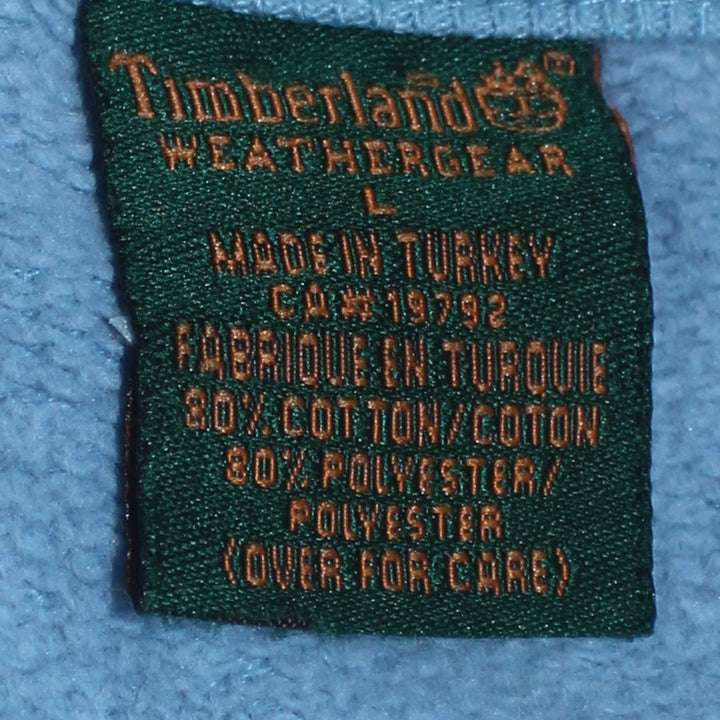 Timberland ®
WEATHERGEAR
L
MADE IN TURKEY
CA# 19792
FABRIQUE EN TURQUIE
80% COTTON/COTON
80% POLYESTER/
POLYESTER
(OVER FOR CARE)